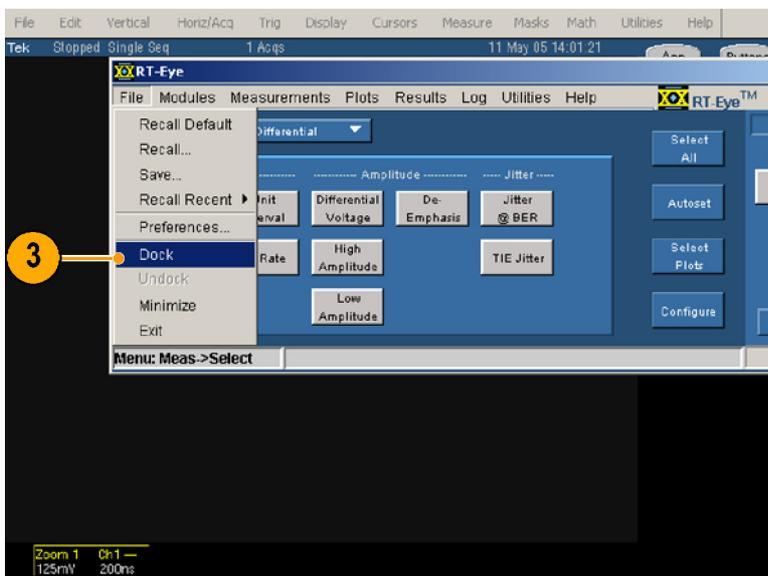 File Edit Vertical Horiz/Acq Trig Display Cursors Measure Masks Math Utilities Help
Tek Stopped Single Seq 1 Acqs 11 May 05 14:01:21
RT-Eye
File Modules Measurements Plots Results Log Utilities Help RT-Eye™
Recall Default
Recall...
Save...
Recall Recent
Preferences...
Dock
Undock
Minimize
Exit
3
Differential
Amplitude
Jitter
Differential Voltage
De-Emphasis
Jitter @ BER
Rate
High Amplitude
TIE Jitter
Low Amplitude
Select All
Autoset
Select Plots
Configure
Menu: Meas->Select
Zoom 1 Ch1
125mV 200ns